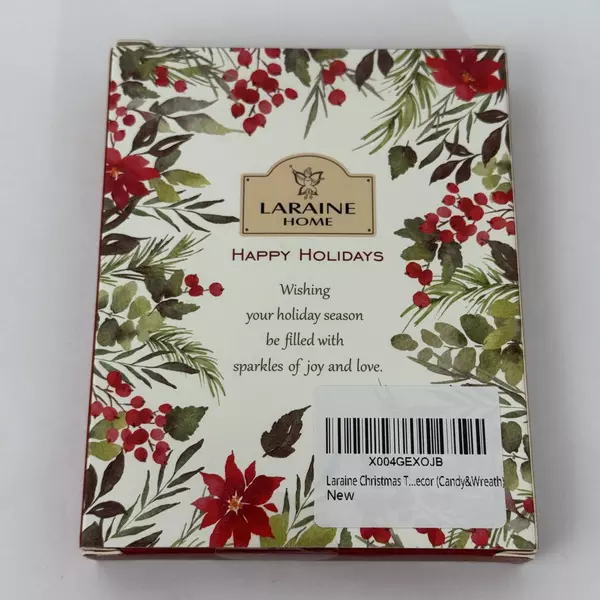 LARAINE
HOME
HAPPY HOLIDAYS
Wishing
your holiday season
be filled with
sparkles of joy and love.
X004GEXOJB
Laraine Christmas T...ecor (Candy&Wreath)
New